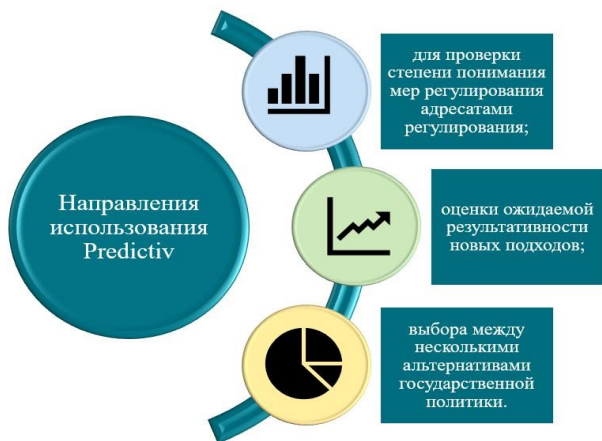 Направления
использования
Predictiv
для проверки
степени понимания
мер регулирования
адресатами
регулирования;
оценки ожидаемой
результативности
новых подходов;
выбора между
несколькими
альтернативами
государственной
политики.